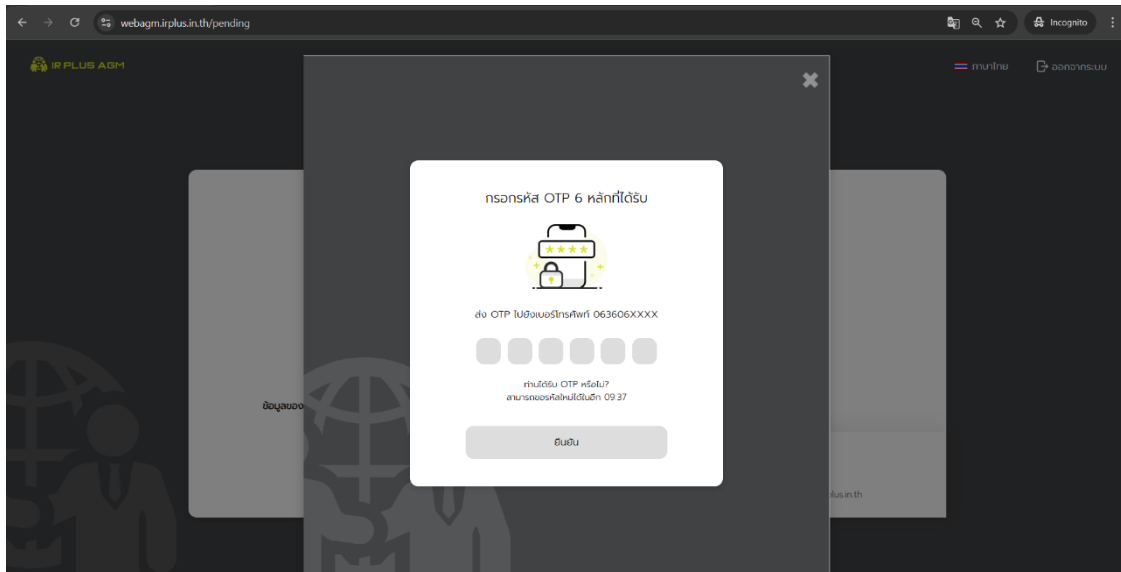 webagm.irplus.in.th/pending
Incognito
IR PLUS AGM
ภาษาไทย
ออกจากระบบ
กรอกรหัส OTP 6 หลักที่ได้รับ
****
ส่ง OTP ไปยังเบอร์โทรศัพท์ 063606XXXX
ท่านได้รับ OTP หรือไม่?
สามารถขอรหัสใหม่ได้ในอีก 09:37
ข้อมูลของ
ยืนยัน
plus.in.th